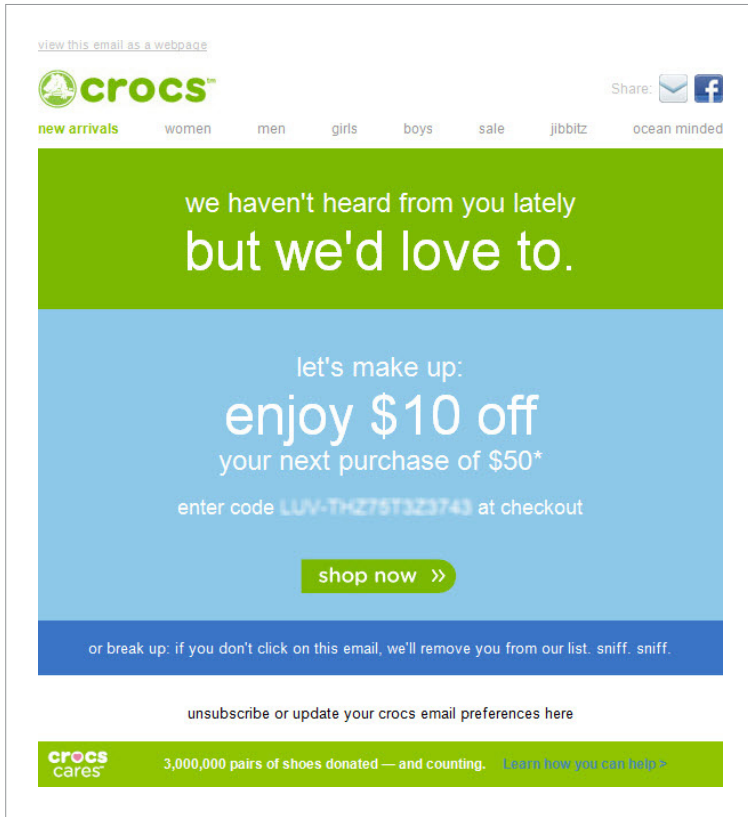 view this email as a webpage
crocs™
Share:
new arrivals women men girls boys sale jibbitz ocean minded
we haven't heard from you lately
but we'd love to.
let's make up:
enjoy $10 off
your next purchase of $50*
enter code at checkout
shop now »
or break up: if you don't click on this email, we'll remove you from our list. sniff. sniff.
unsubscribe or update your crocs email preferences here
crocs
cares™
3,000,000 pairs of shoes donated — and counting. Learn how you can help >